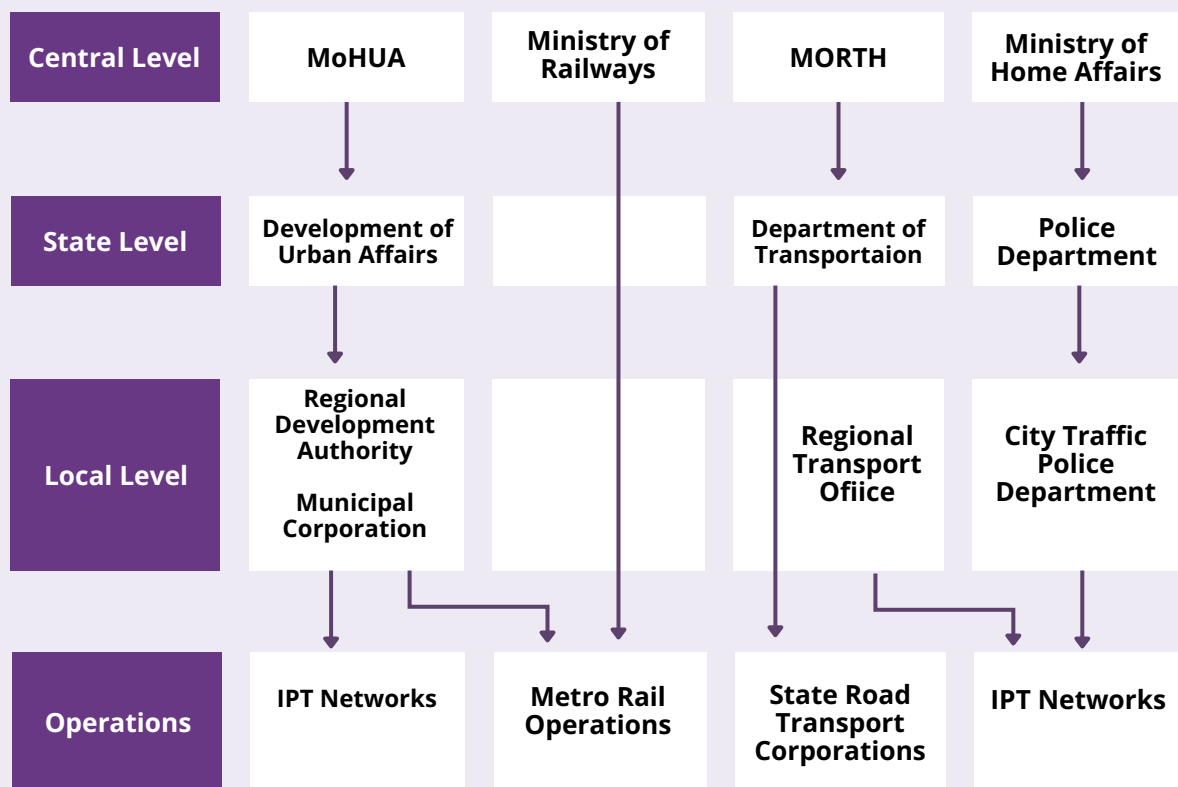 Central Level
MoHUA
Ministry of
Railways
MORTH
Ministry of
Home Affairs
State Level
Development of
Urban Affairs
Department of
Transportaion
Police
Department
Local Level
Regional
Development
Authority
Municipal
Corporation
Regional
Transport
Ofiice
City Traffic
Police
Department
Operations
IPT Networks
Metro Rail
Operations
State Road
Transport
Corporations
IPT Networks